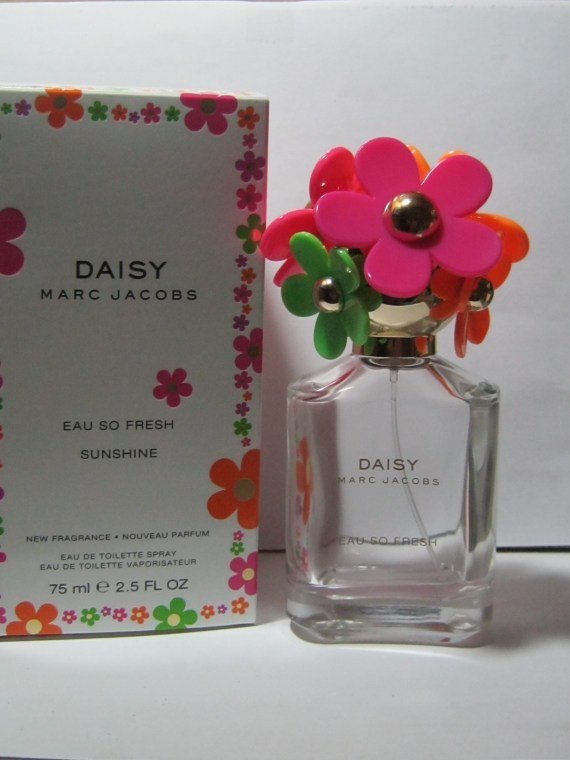 DAISY
MARC JACOBS
EAU SO FRESH
SUNSHINE
NEW FRAGRANCE • NOUVEAU PARFUM
EAU DE TOILETTE SPRAY
EAU DE TOILETTE VAPORISATEUR
75 ml ℮ 2.5 FL OZ
DAISY
MARC JACOBS
EAU SO FRESH